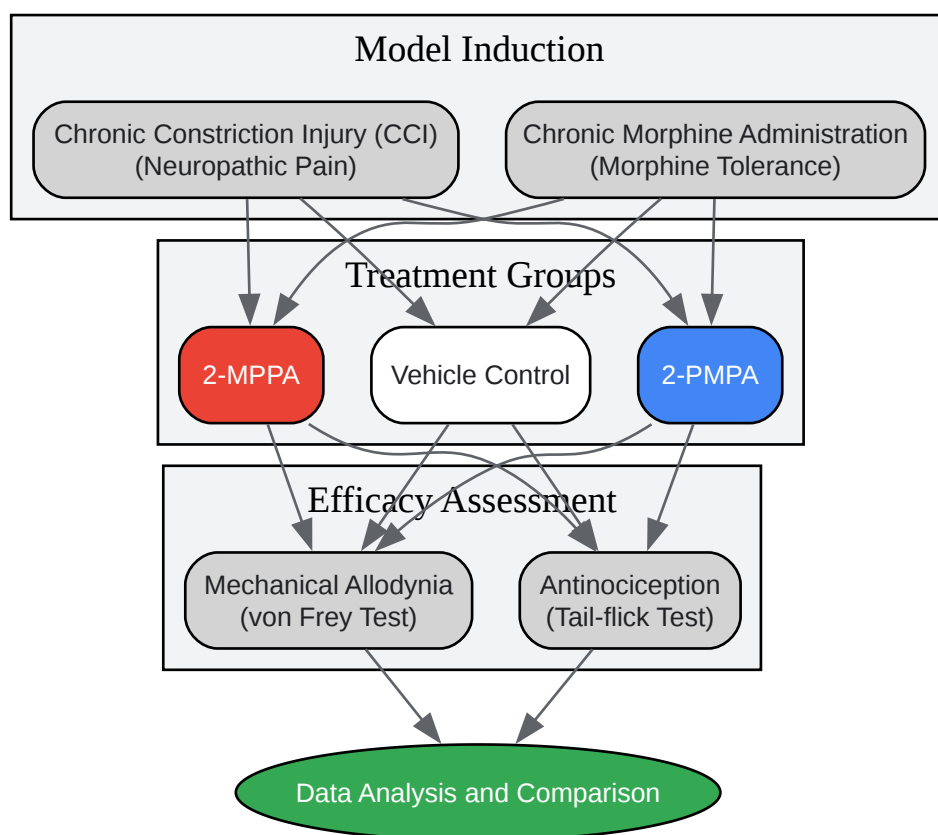 Model Induction
Chronic Constriction Injury (CCI)
(Neuropathic Pain)
Chronic Morphine Administration
(Morphine Tolerance)
Treatment Groups
2-MPPA
Vehicle Control
2-PMPA
Efficacy Assessment
Mechanical Allodynia
(von Frey Test)
Antinociception
(Tail-flick Test)
Data Analysis and Comparison